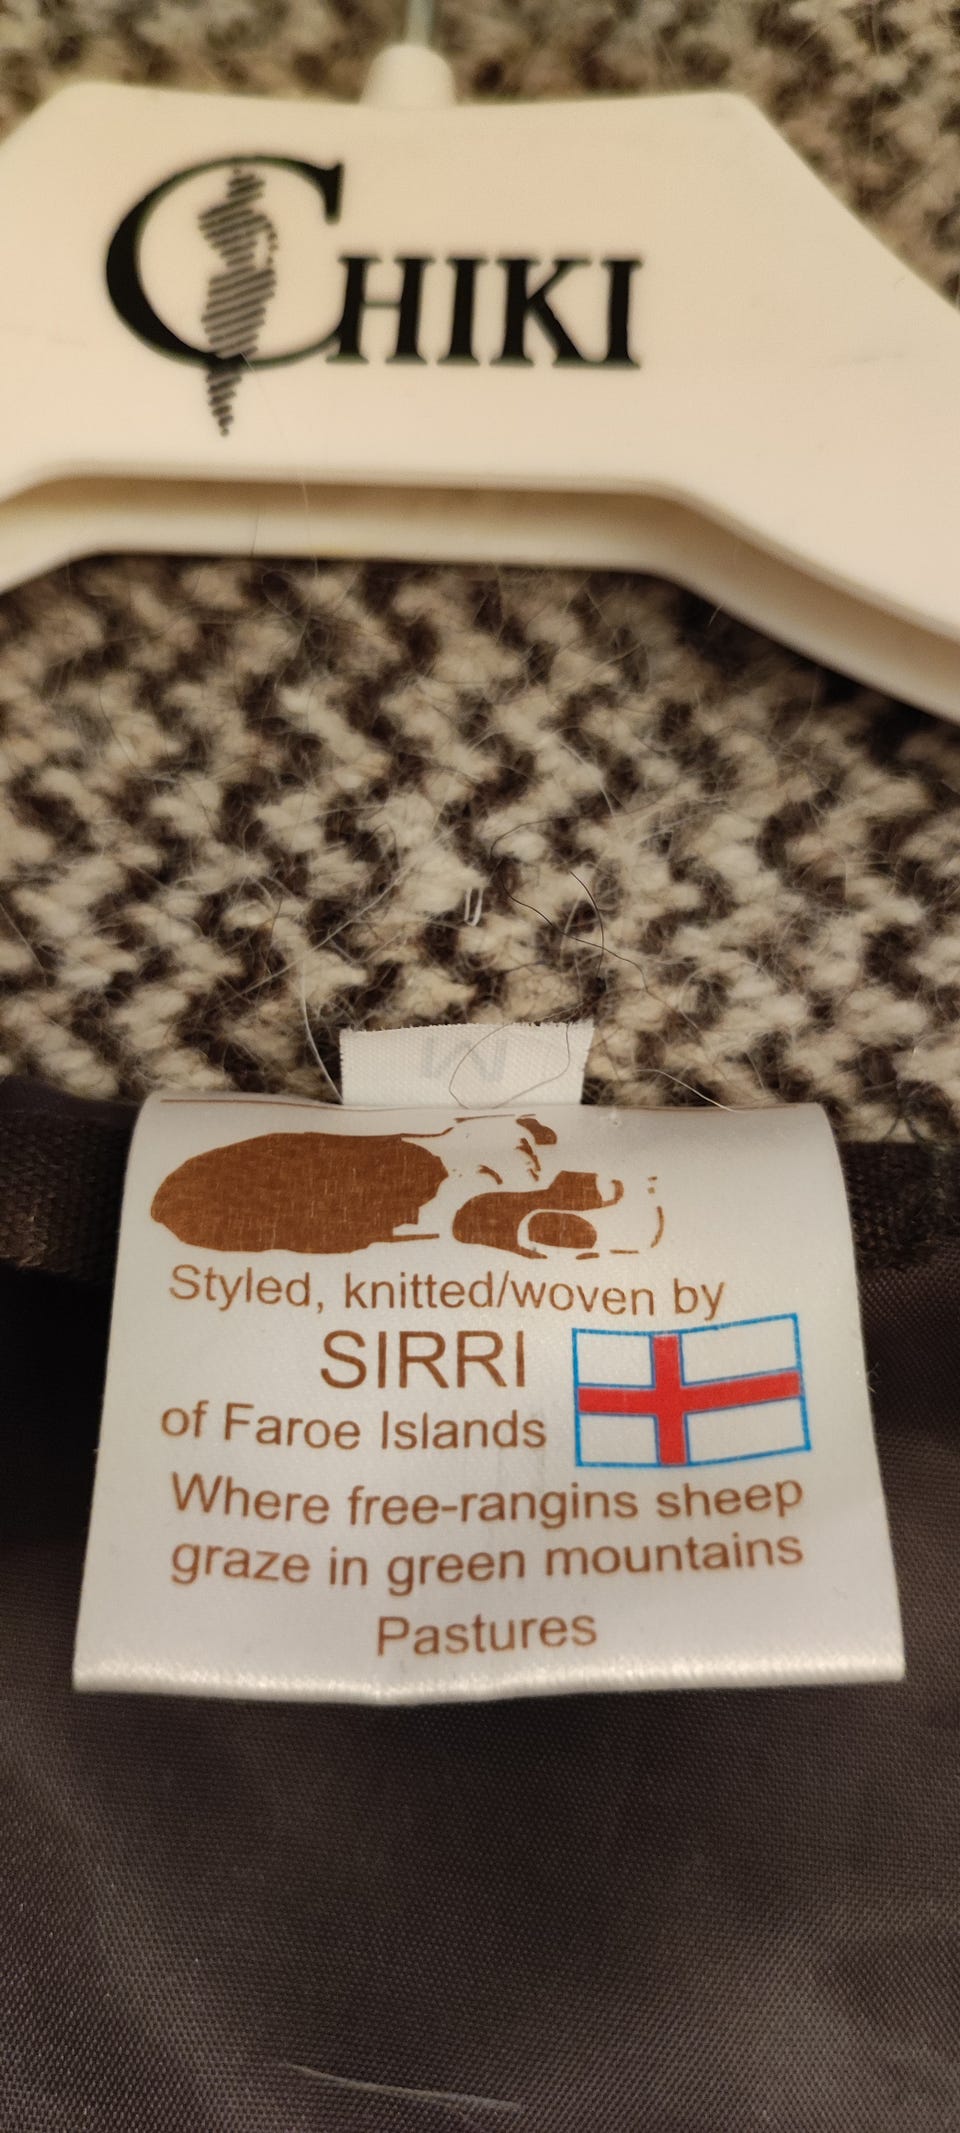 CHIKI
M
Styled, knitted/woven by
SIRRI
of Faroe Islands
Where free-rangins sheep
graze in green mountains
Pastures